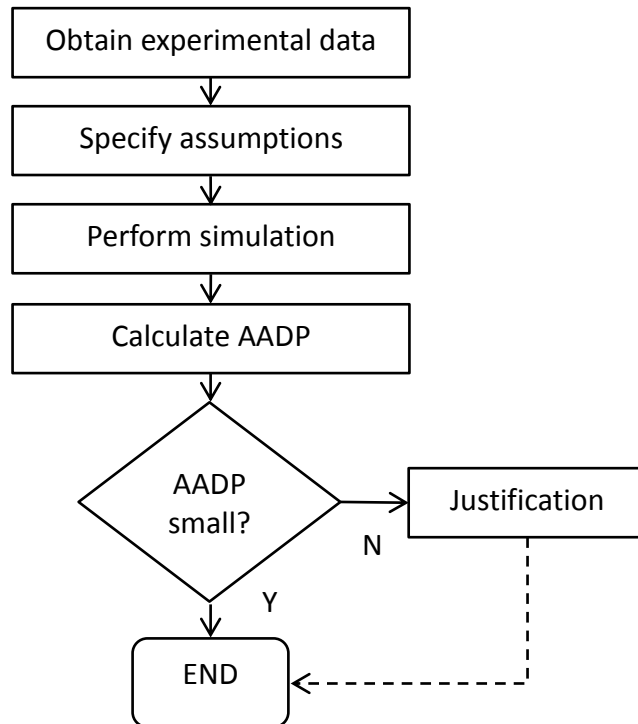 Obtain experimental data
Specify assumptions
Perform simulation
Calculate AADP
AADP
small?
Justification
N
Y
END